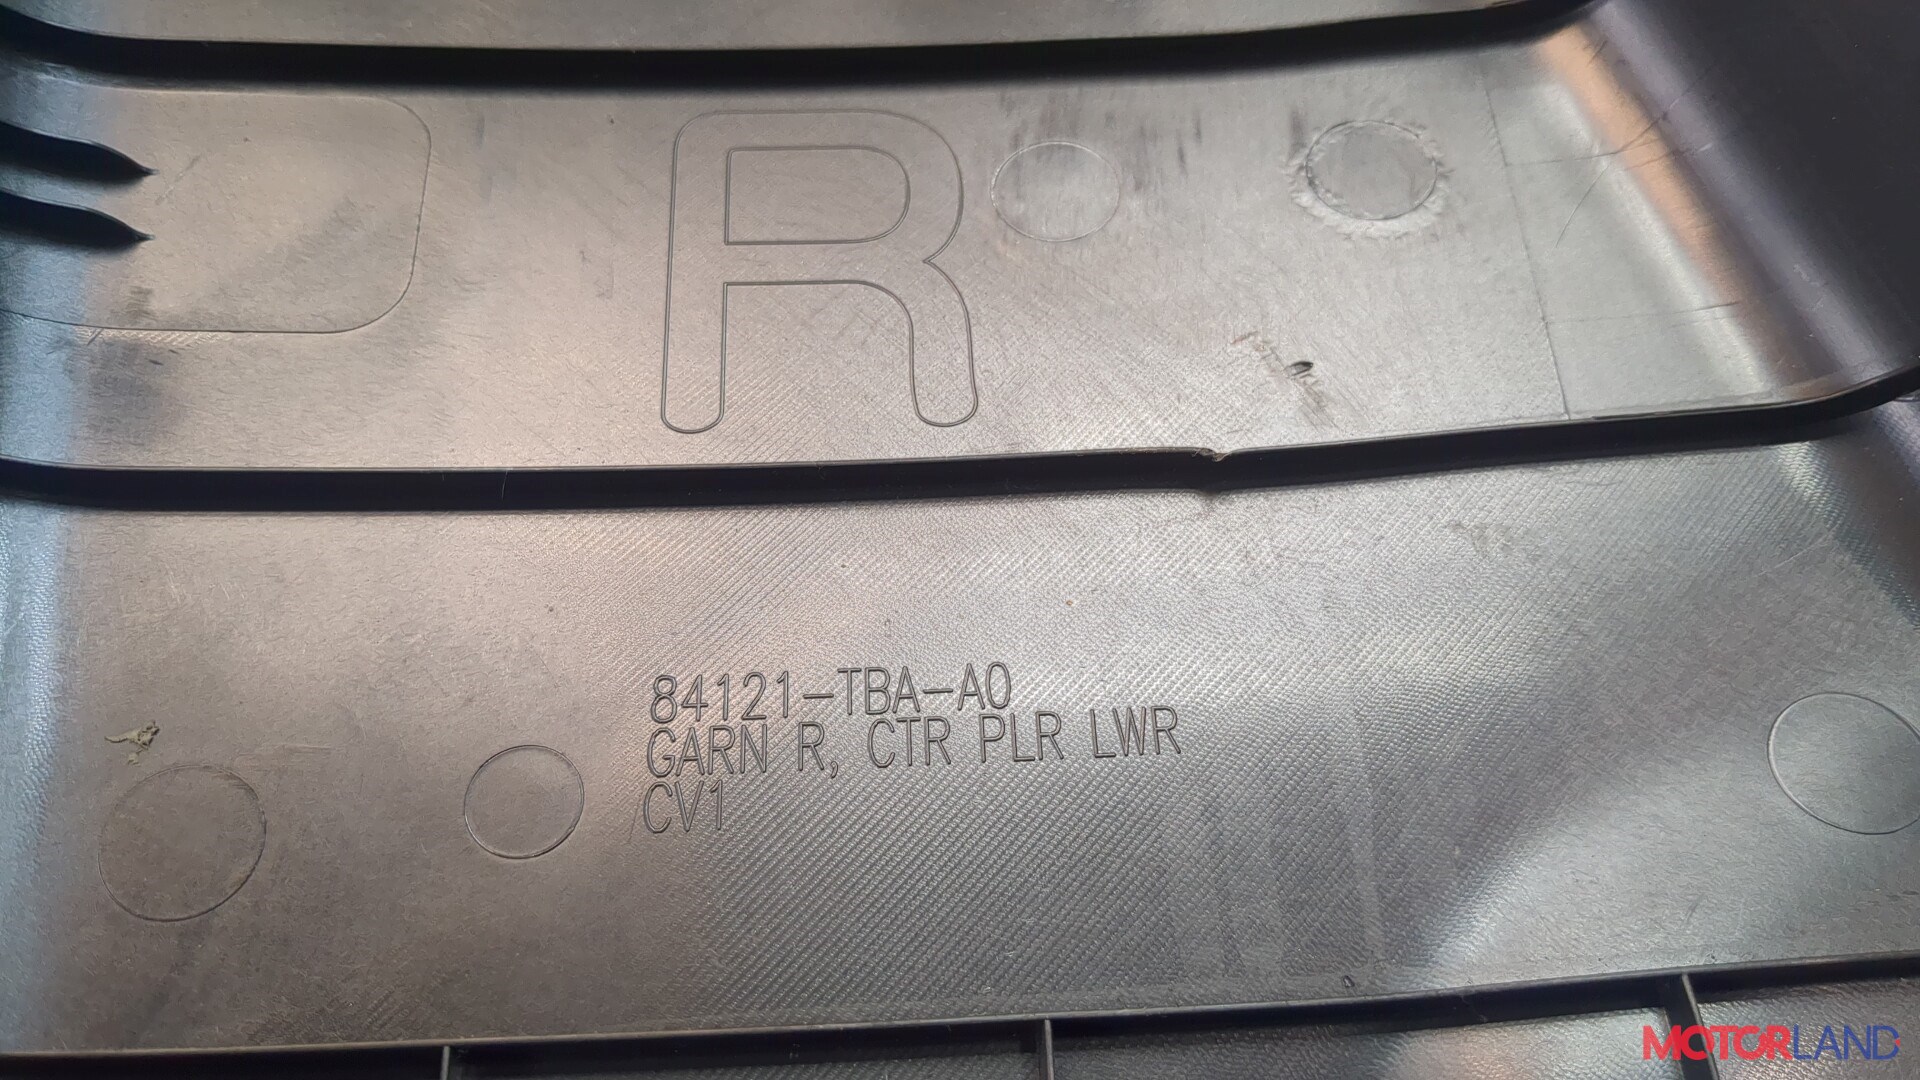 R
84121-TBA-A0
GARN R, CTR PLR LWR
CV1
MOTORLAND